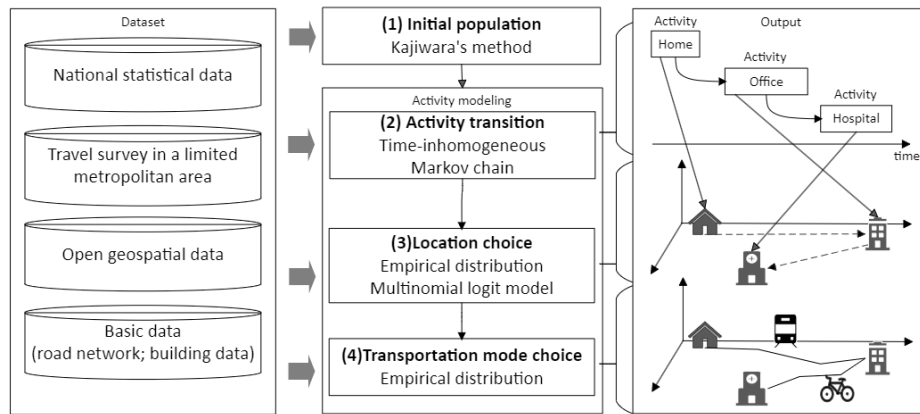 Dataset
National statistical data
Travel survey in a limited
metropolitan area
Open geospatial data
Basic data
(road network; building data)
(1) Initial population
Kajiwara's method
Activity modeling
(2) Activity transition
Time-inhomogeneous
Markov chain
(3)Location choice
Empirical distribution
Multinomial logit model
(4)Transportation mode choice
Empirical distribution
Output
Activity
Home
Activity
Office
Activity
Hospital
time